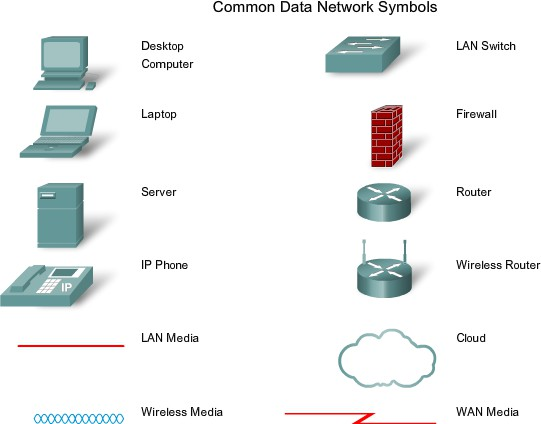 Common Data Network Symbols
Desktop
Computer
LAN Switch
Laptop
Firewall
Server
Router
IP Phone
IP
Wireless Router
LAN Media
Cloud
Wireless Media
WAN Media